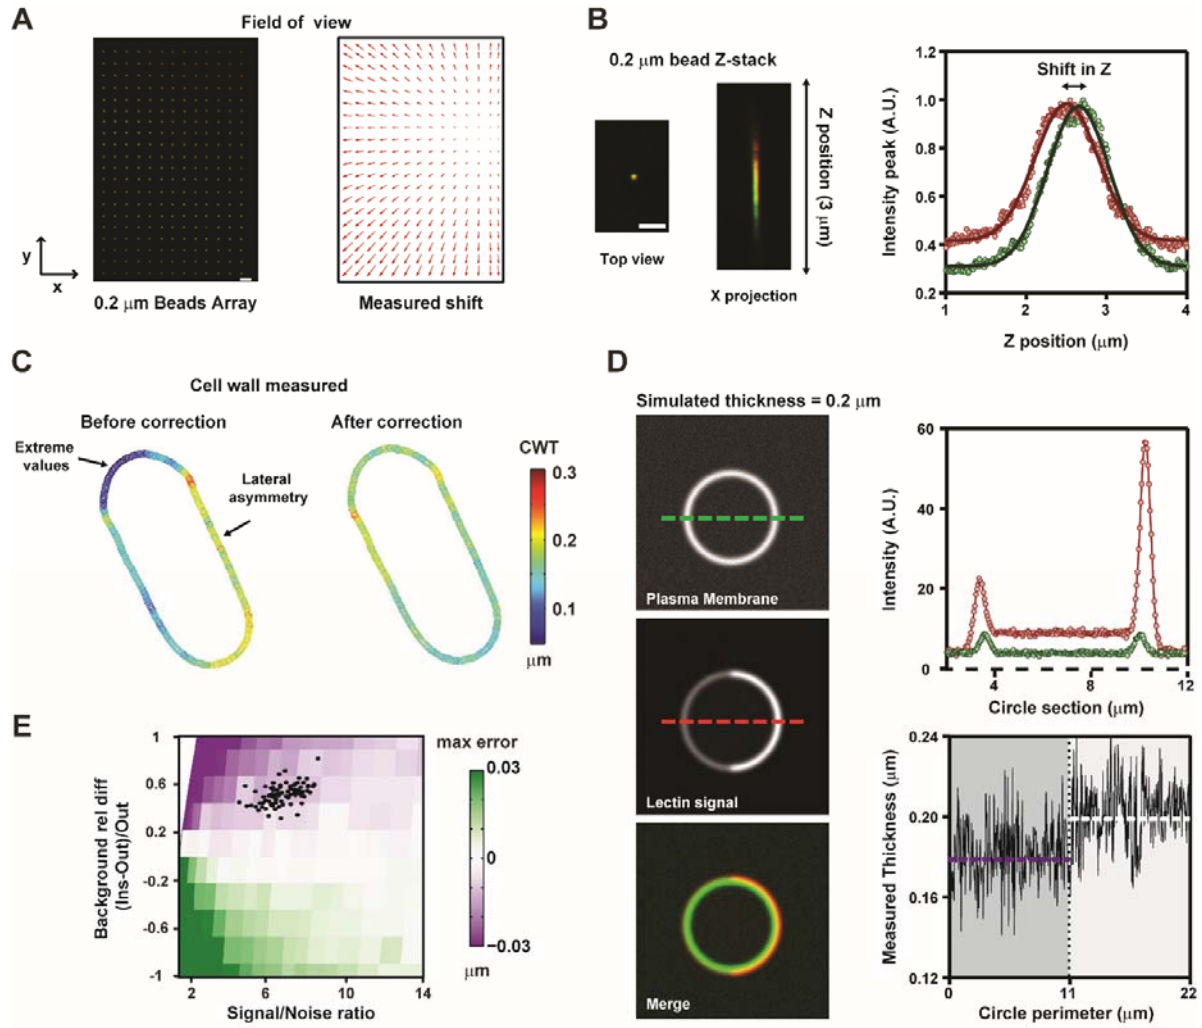 A
Field of view
y
x
0.2 μm Beads Array
Measured shift
B
0.2 μm bead Z-stack
Z position (3 μm)
Top view
X projection
Intensity peak (A.U.)
1.2
1.0
0.8
0.6
0.4
0.2
Shift in Z
1
2
3
4
Z position (μm)
C
Cell wall measured
Before correction
After correction
Extreme
values
Lateral
asymmetry
CWT
0.3
0.2
0.1
μm
D
Simulated thickness = 0.2 μm
Plasma Membrane
Lectin signal
Merge
Intensity (A.U.)
60
40
20
0
4
8
12
Circle section (μm)
Measured Thickness (μm)
0.24
0.20
0.16
0.12
0
11
22
Circle perimeter (μm)
E
Background rel diff
(Ins-Out)/Out
1
0.6
0.2
-0.2
-0.6
-1
2
6
10
14
Signal/Noise ratio
max error
0.03
0
−0.03
μm